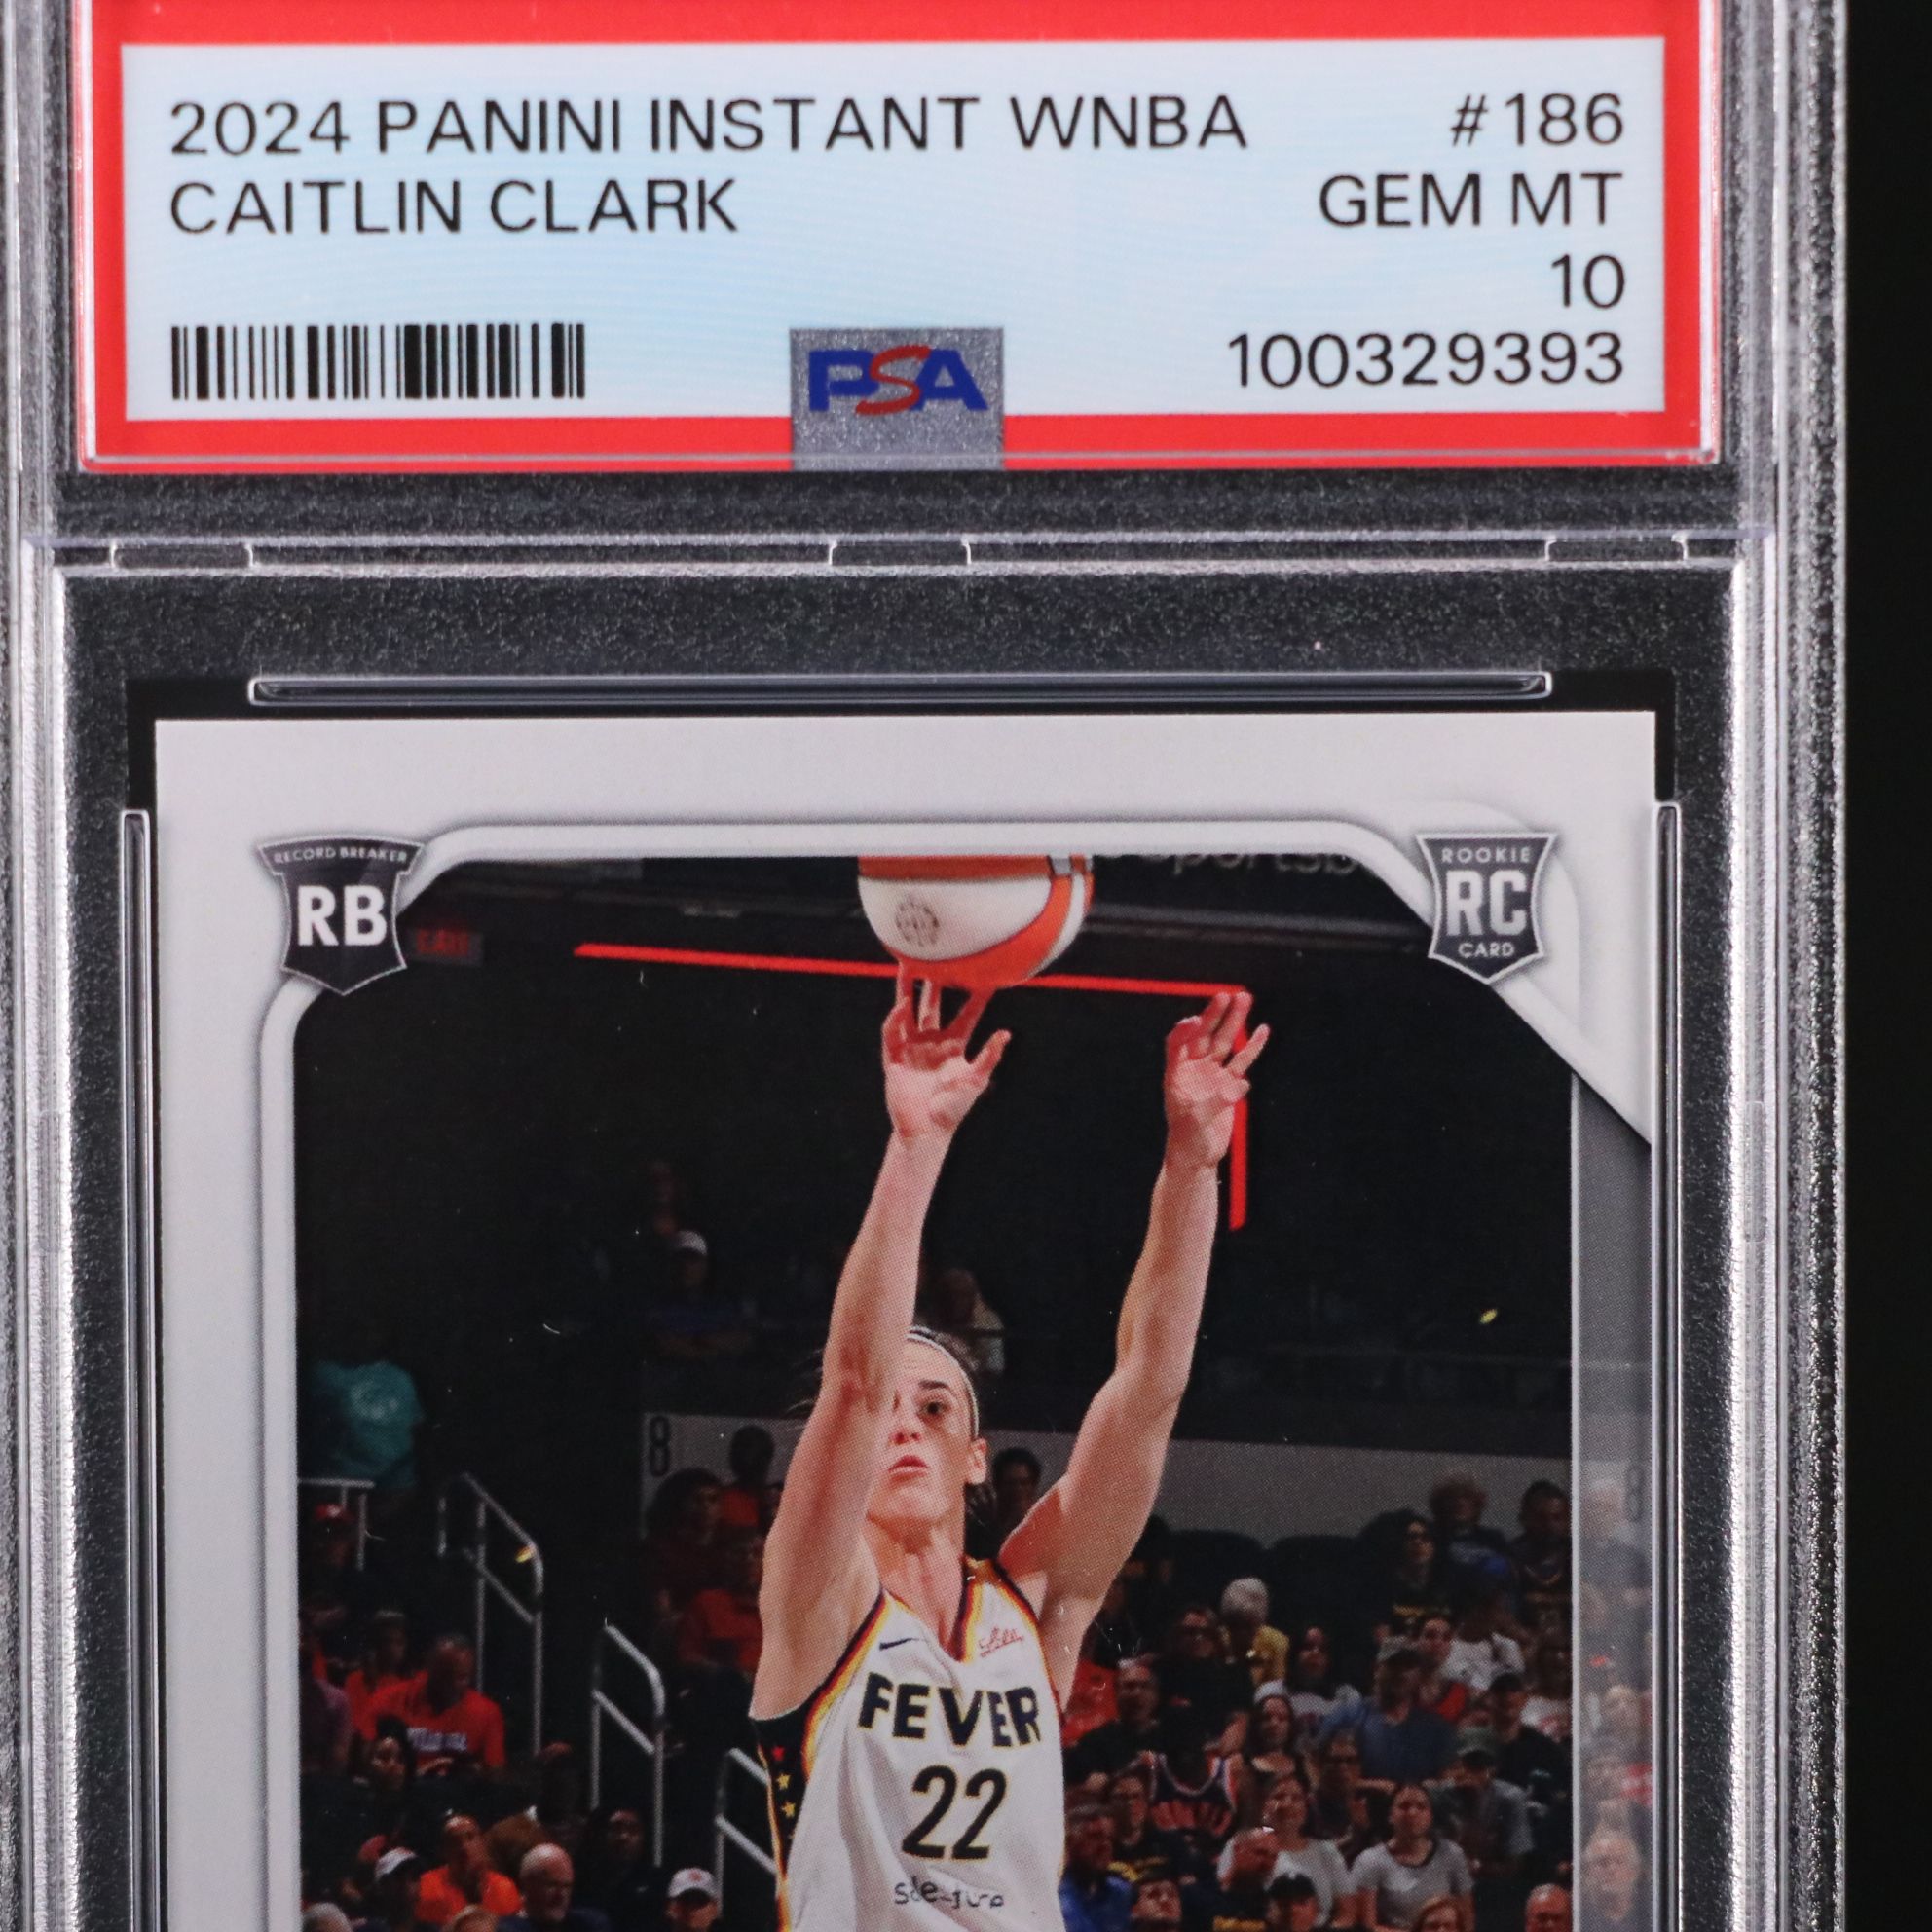 2024 PANINI INSTANT WNBA #186
CAITLIN CLARK GEM MT
10
PSA 100329393
RECORD BREAKER
RB
ROOKIE
RC
CARD
8
FEVER
22